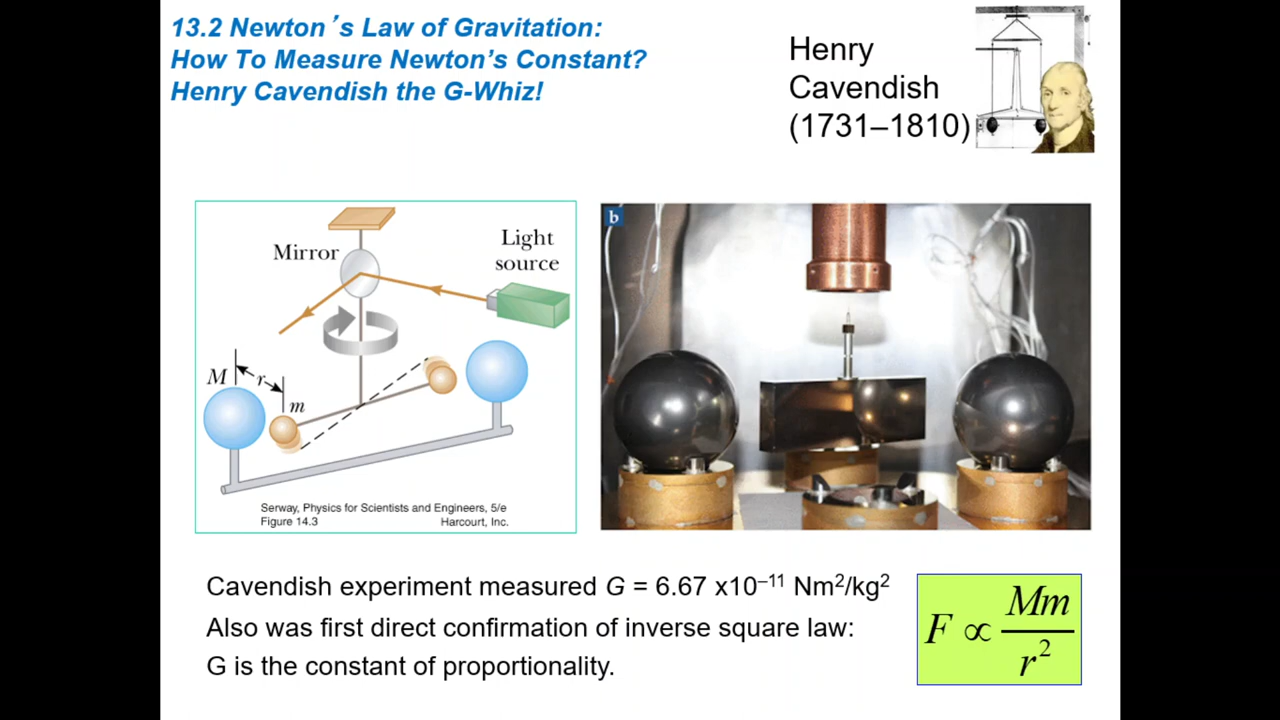 13.2 Newton´s Law of Gravitation:
How To Measure Newton’s Constant?
Henry Cavendish the G-Whiz!
Henry
Cavendish
(1731–1810)
Mirror
Light
source
M
r
m
Serway, Physics for Scientists and Engineers, 5/e
Figure 14.3 Harcourt, Inc.
b
Cavendish experiment measured G = 6.67 x10⁻¹¹ Nm²/kg²
Also was first direct confirmation of inverse square law:
G is the constant of proportionality.
F ∝ Mm / r²